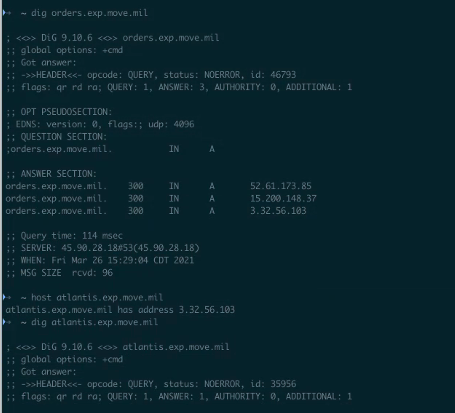 ~ dig orders.exp.move.mil
; <<>> DiG 9.10.6 <<>> orders.exp.move.mil
;; global options: +cmd
;; Got answer:
;; ->>HEADER<<- opcode: QUERY, status: NOERROR, id: 46793
;; flags: qr rd ra; QUERY: 1, ANSWER: 3, AUTHORITY: 0, ADDITIONAL: 1
;; OPT PSEUDOSECTION:
; EDNS: version: 0, flags:; udp: 4096
;; QUESTION SECTION:
;orders.exp.move.mil. IN A
;; ANSWER SECTION:
orders.exp.move.mil. 300 IN A 52.61.173.85
orders.exp.move.mil. 300 IN A 15.200.148.37
orders.exp.move.mil. 300 IN A 3.32.56.103
;; Query time: 114 msec
;; SERVER: 45.90.28.18#53(45.90.28.18)
;; WHEN: Fri Mar 26 15:29:04 CDT 2021
;; MSG SIZE rcvd: 96
~ host atlantis.exp.move.mil
atlantis.exp.move.mil has address 3.32.56.103
~ dig atlantis.exp.move.mil
; <<>> DiG 9.10.6 <<>> atlantis.exp.move.mil
;; global options: +cmd
;; Got answer:
;; ->>HEADER<<- opcode: QUERY, status: NOERROR, id: 35956
;; flags: qr rd ra; QUERY: 1, ANSWER: 1, AUTHORITY: 0, ADDITIONAL: 1